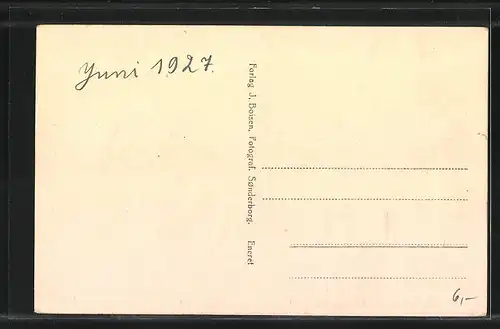 Juni 1927.
Forlag J. Boisen, Fotograf. Sønderborg. Eneret
6,-